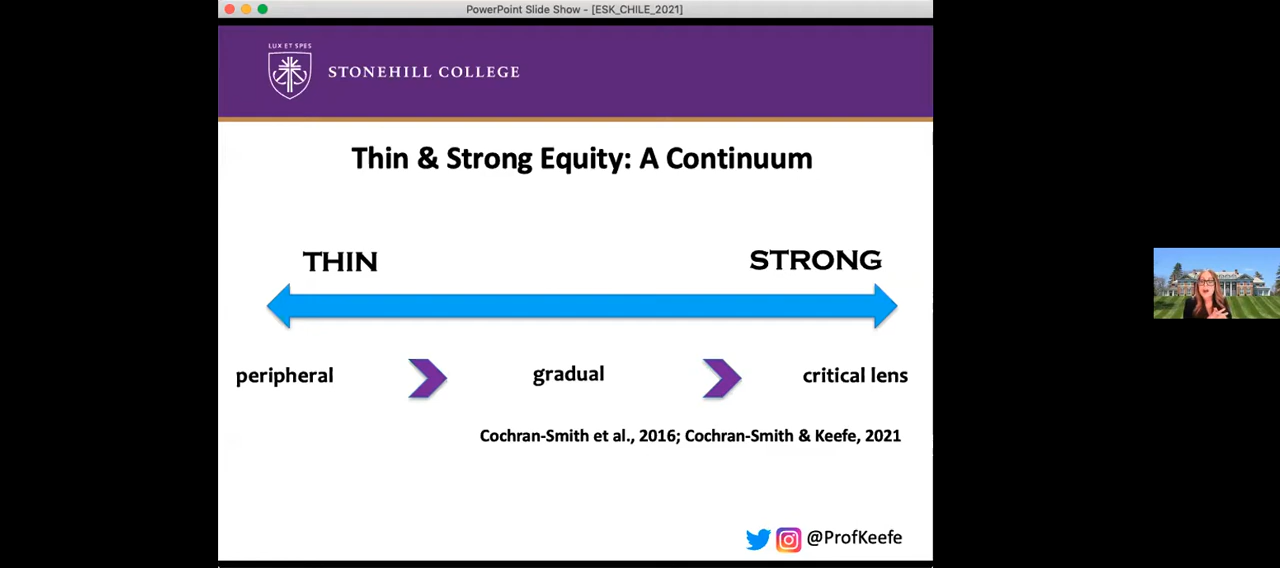 PowerPoint Slide Show - [ESK_CHILE_2021]
LUX ET SPES
STONEHILL COLLEGE
Thin & Strong Equity: A Continuum
THIN STRONG
peripheral gradual critical lens
Cochran-Smith et al., 2016; Cochran-Smith & Keefe, 2021
@ProfKeefe